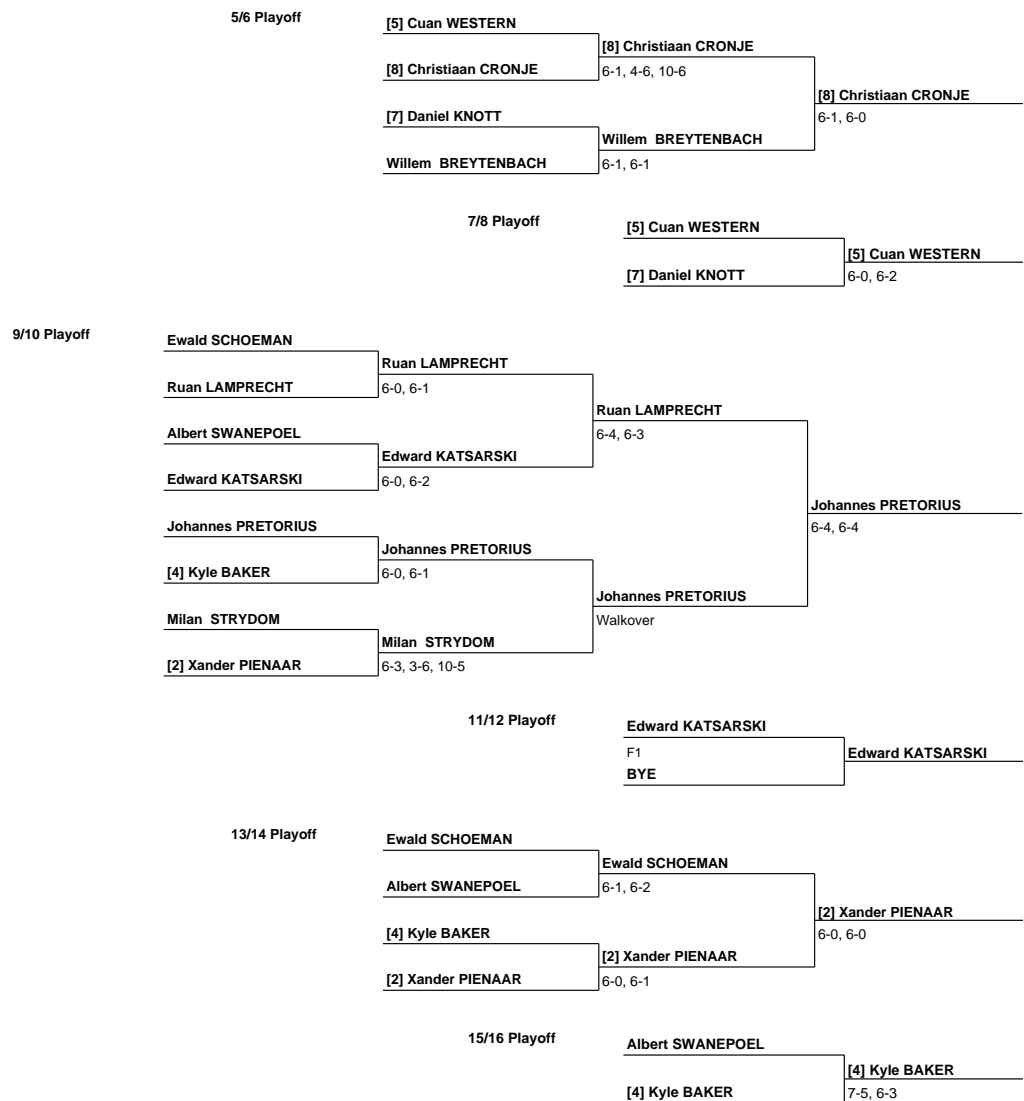 5/6 Playoff
[5] Cuan WESTERN
[8] Christiaan CRONJE
[8] Christiaan CRONJE
6-1, 4-6, 10-6
[8] Christiaan CRONJE
6-1, 6-0
[7] Daniel KNOTT
Willem BREYTENBACH
Willem BREYTENBACH
6-1, 6-1
7/8 Playoff
[5] Cuan WESTERN
[5] Cuan WESTERN
[7] Daniel KNOTT
6-0, 6-2
9/10 Playoff
Ewald SCHOEMAN
Ruan LAMPRECHT
Ruan LAMPRECHT
6-0, 6-1
Ruan LAMPRECHT
6-4, 6-3
Albert SWANEPOEL
Edward KATSARSKI
Edward KATSARSKI
6-0, 6-2
Johannes PRETORIUS
6-4, 6-4
Johannes PRETORIUS
Johannes PRETORIUS
[4] Kyle BAKER
6-0, 6-1
Johannes PRETORIUS
Walkover
Milan STRYDOM
Milan STRYDOM
[2] Xander PIENAAR
6-3, 3-6, 10-5
11/12 Playoff
Edward KATSARSKI
F1
Edward KATSARSKI
BYE
13/14 Playoff
Ewald SCHOEMAN
Ewald SCHOEMAN
Albert SWANEPOEL
6-1, 6-2
[2] Xander PIENAAR
6-0, 6-0
[4] Kyle BAKER
[2] Xander PIENAAR
[2] Xander PIENAAR
6-0, 6-1
15/16 Playoff
Albert SWANEPOEL
[4] Kyle BAKER
[4] Kyle BAKER
7-5, 6-3